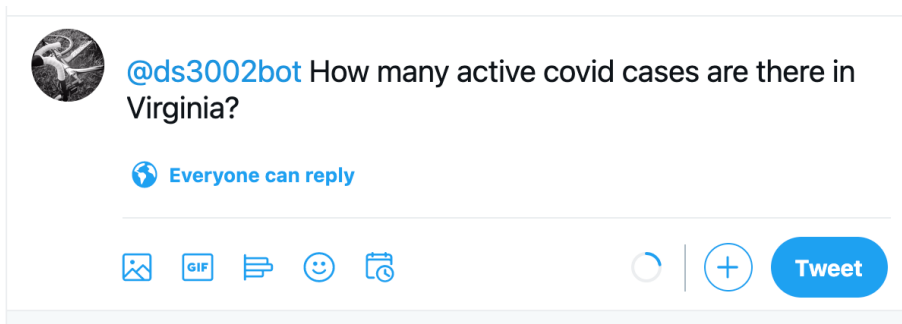 @ds3002bot How many active covid cases are there in
Virginia?
Everyone can reply
GIF
Tweet